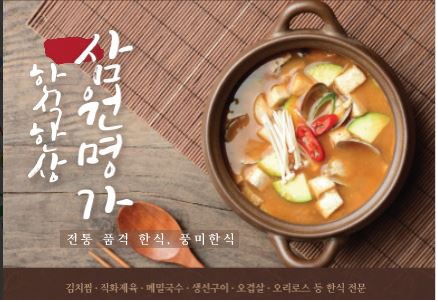 삼원명가
한식한상
전통 품격 한식, 풍미한식
김치찜 · 직화제육 · 메밀국수 · 생선구이 · 오겹살 · 오리로스 등 한식 전문